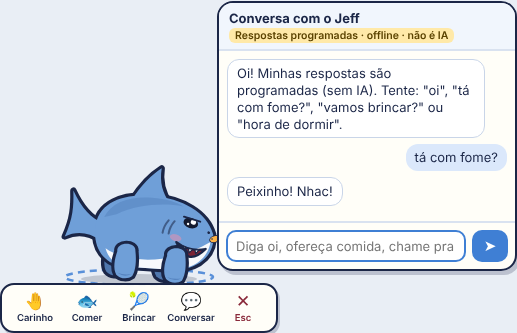 Conversa com o Jeff
Respostas programadas · offline · não é IA
Oi! Minhas respostas são
programadas (sem IA). Tente: "oi", "tá
com fome?", "vamos brincar?" ou
"hora de dormir".
tá com fome?
Peixinho! Nhac!
Diga oi, ofereça comida, chame pra
Carinho
Comer
Brincar
Conversar
Esc